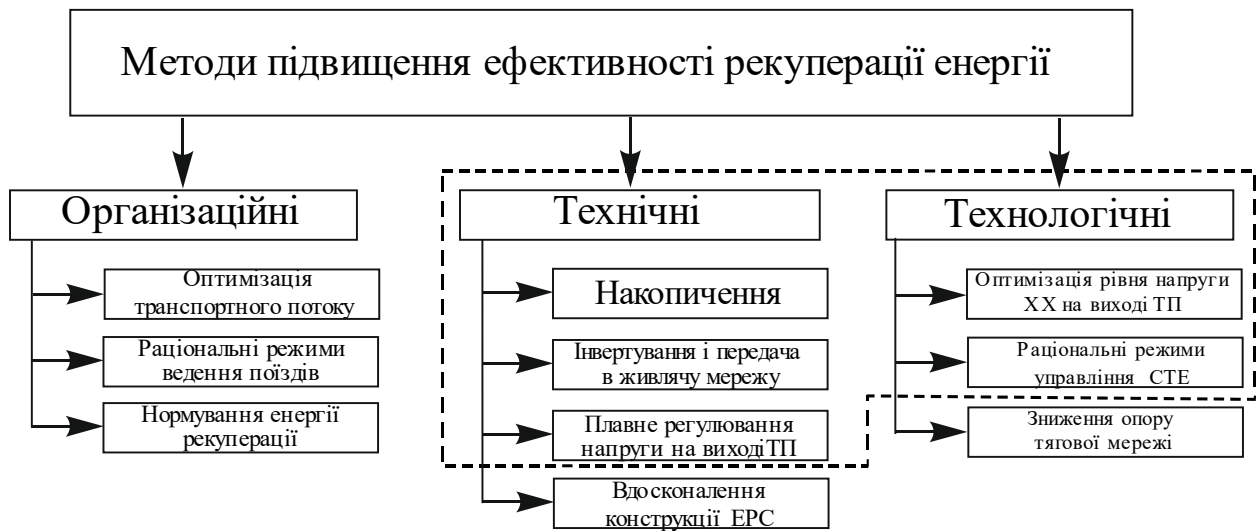 Методи підвищення ефективності рекуперації енергії
Організаційні
Оптимізація
транспортного потоку
Раціональні режими
ведення поїздів
Нормування енергії
рекуперації
Технічні
Накопичення
Інвертування і передача
в живлячу мережу
Плавне регулювання
напруги на виході ТП
Вдосконалення
конструкції ЕРС
Технологічні
Оптимізація рівня напруги
ХХ на виході ТП
Раціональні режими
управління СТЕ
Зниження опору
тягової мережі